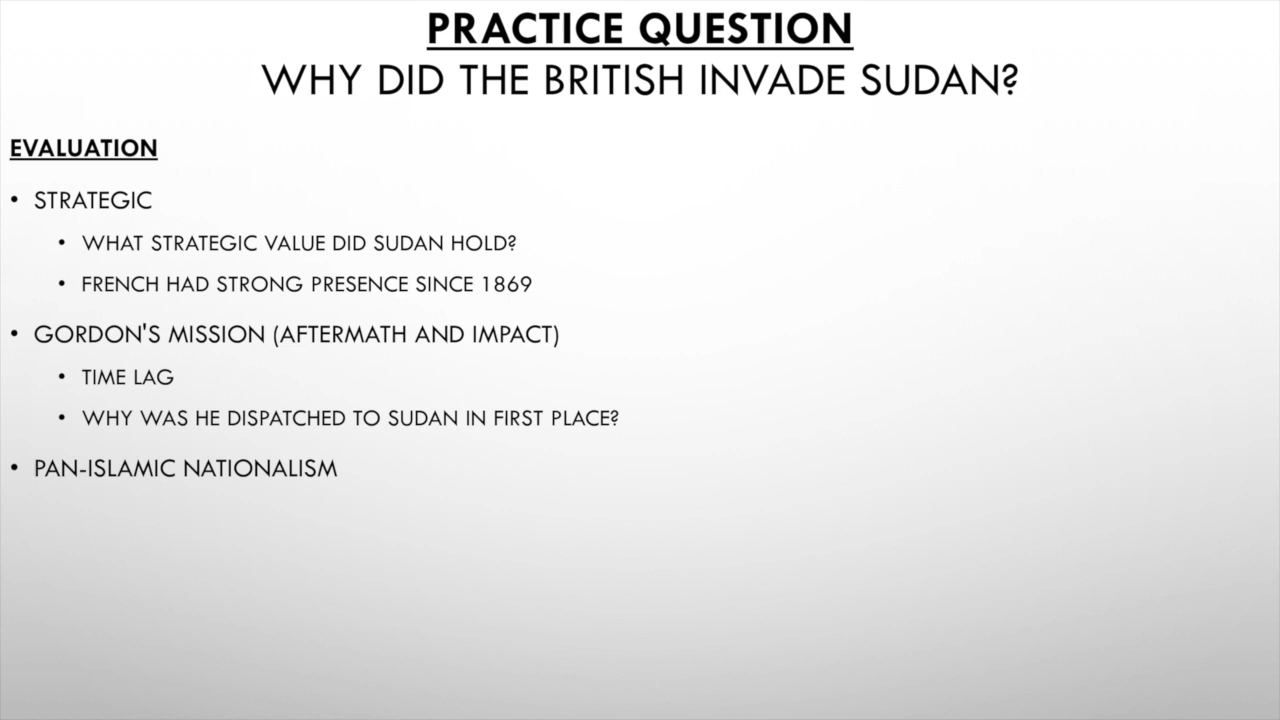 PRACTICE QUESTION
WHY DID THE BRITISH INVADE SUDAN?
EVALUATION
• STRATEGIC
• WHAT STRATEGIC VALUE DID SUDAN HOLD?
• FRENCH HAD STRONG PRESENCE SINCE 1869
• GORDON'S MISSION (AFTERMATH AND IMPACT)
• TIME LAG
• WHY WAS HE DISPATCHED TO SUDAN IN FIRST PLACE?
• PAN-ISLAMIC NATIONALISM